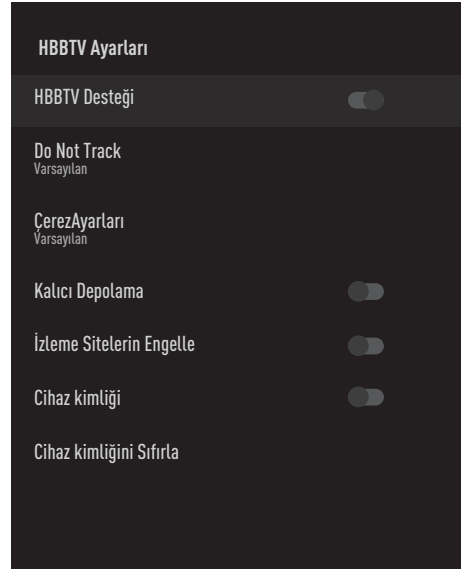 HBBTV Ayarları
HBBTV Desteği
Do Not Track
Varsayılan
ÇerezAyarları
Varsayılan
Kalıcı Depolama
İzleme Sitelerin Engelle
Cihaz kimliği
Cihaz kimliğini Sıfırla